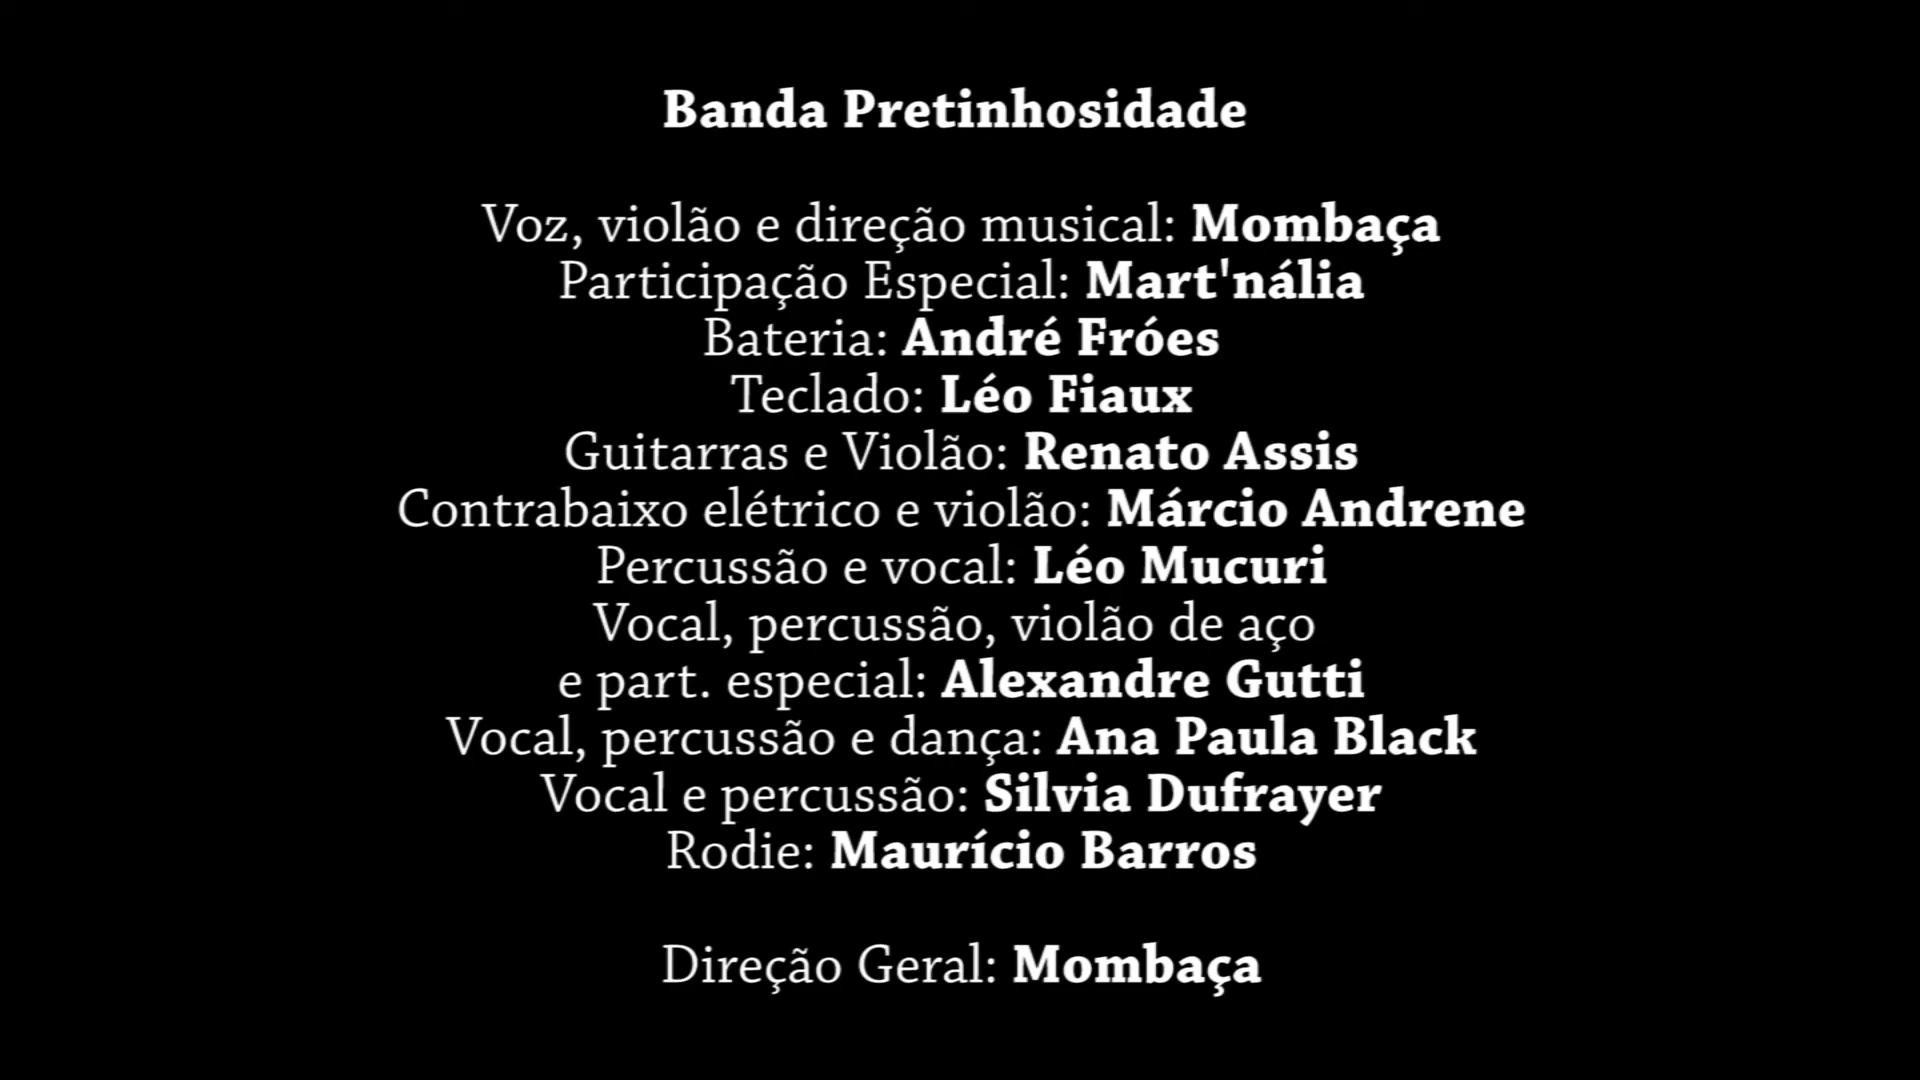 Banda Pretinhosidade
Voz, violão e direção musical: Mombaça
Participação Especial: Mart'nália
Bateria: André Fróes
Teclado: Léo Fiaux
Guitarras e Violão: Renato Assis
Contrabaixo elétrico e violão: Márcio Andrene
Percussão e vocal: Léo Mucuri
Vocal, percussão, violão de aço
e part. especial: Alexandre Gutti
Vocal, percussão e dança: Ana Paula Black
Vocal e percussão: Silvia Dufrayer
Rodie: Maurício Barros
Direção Geral: Mombaça